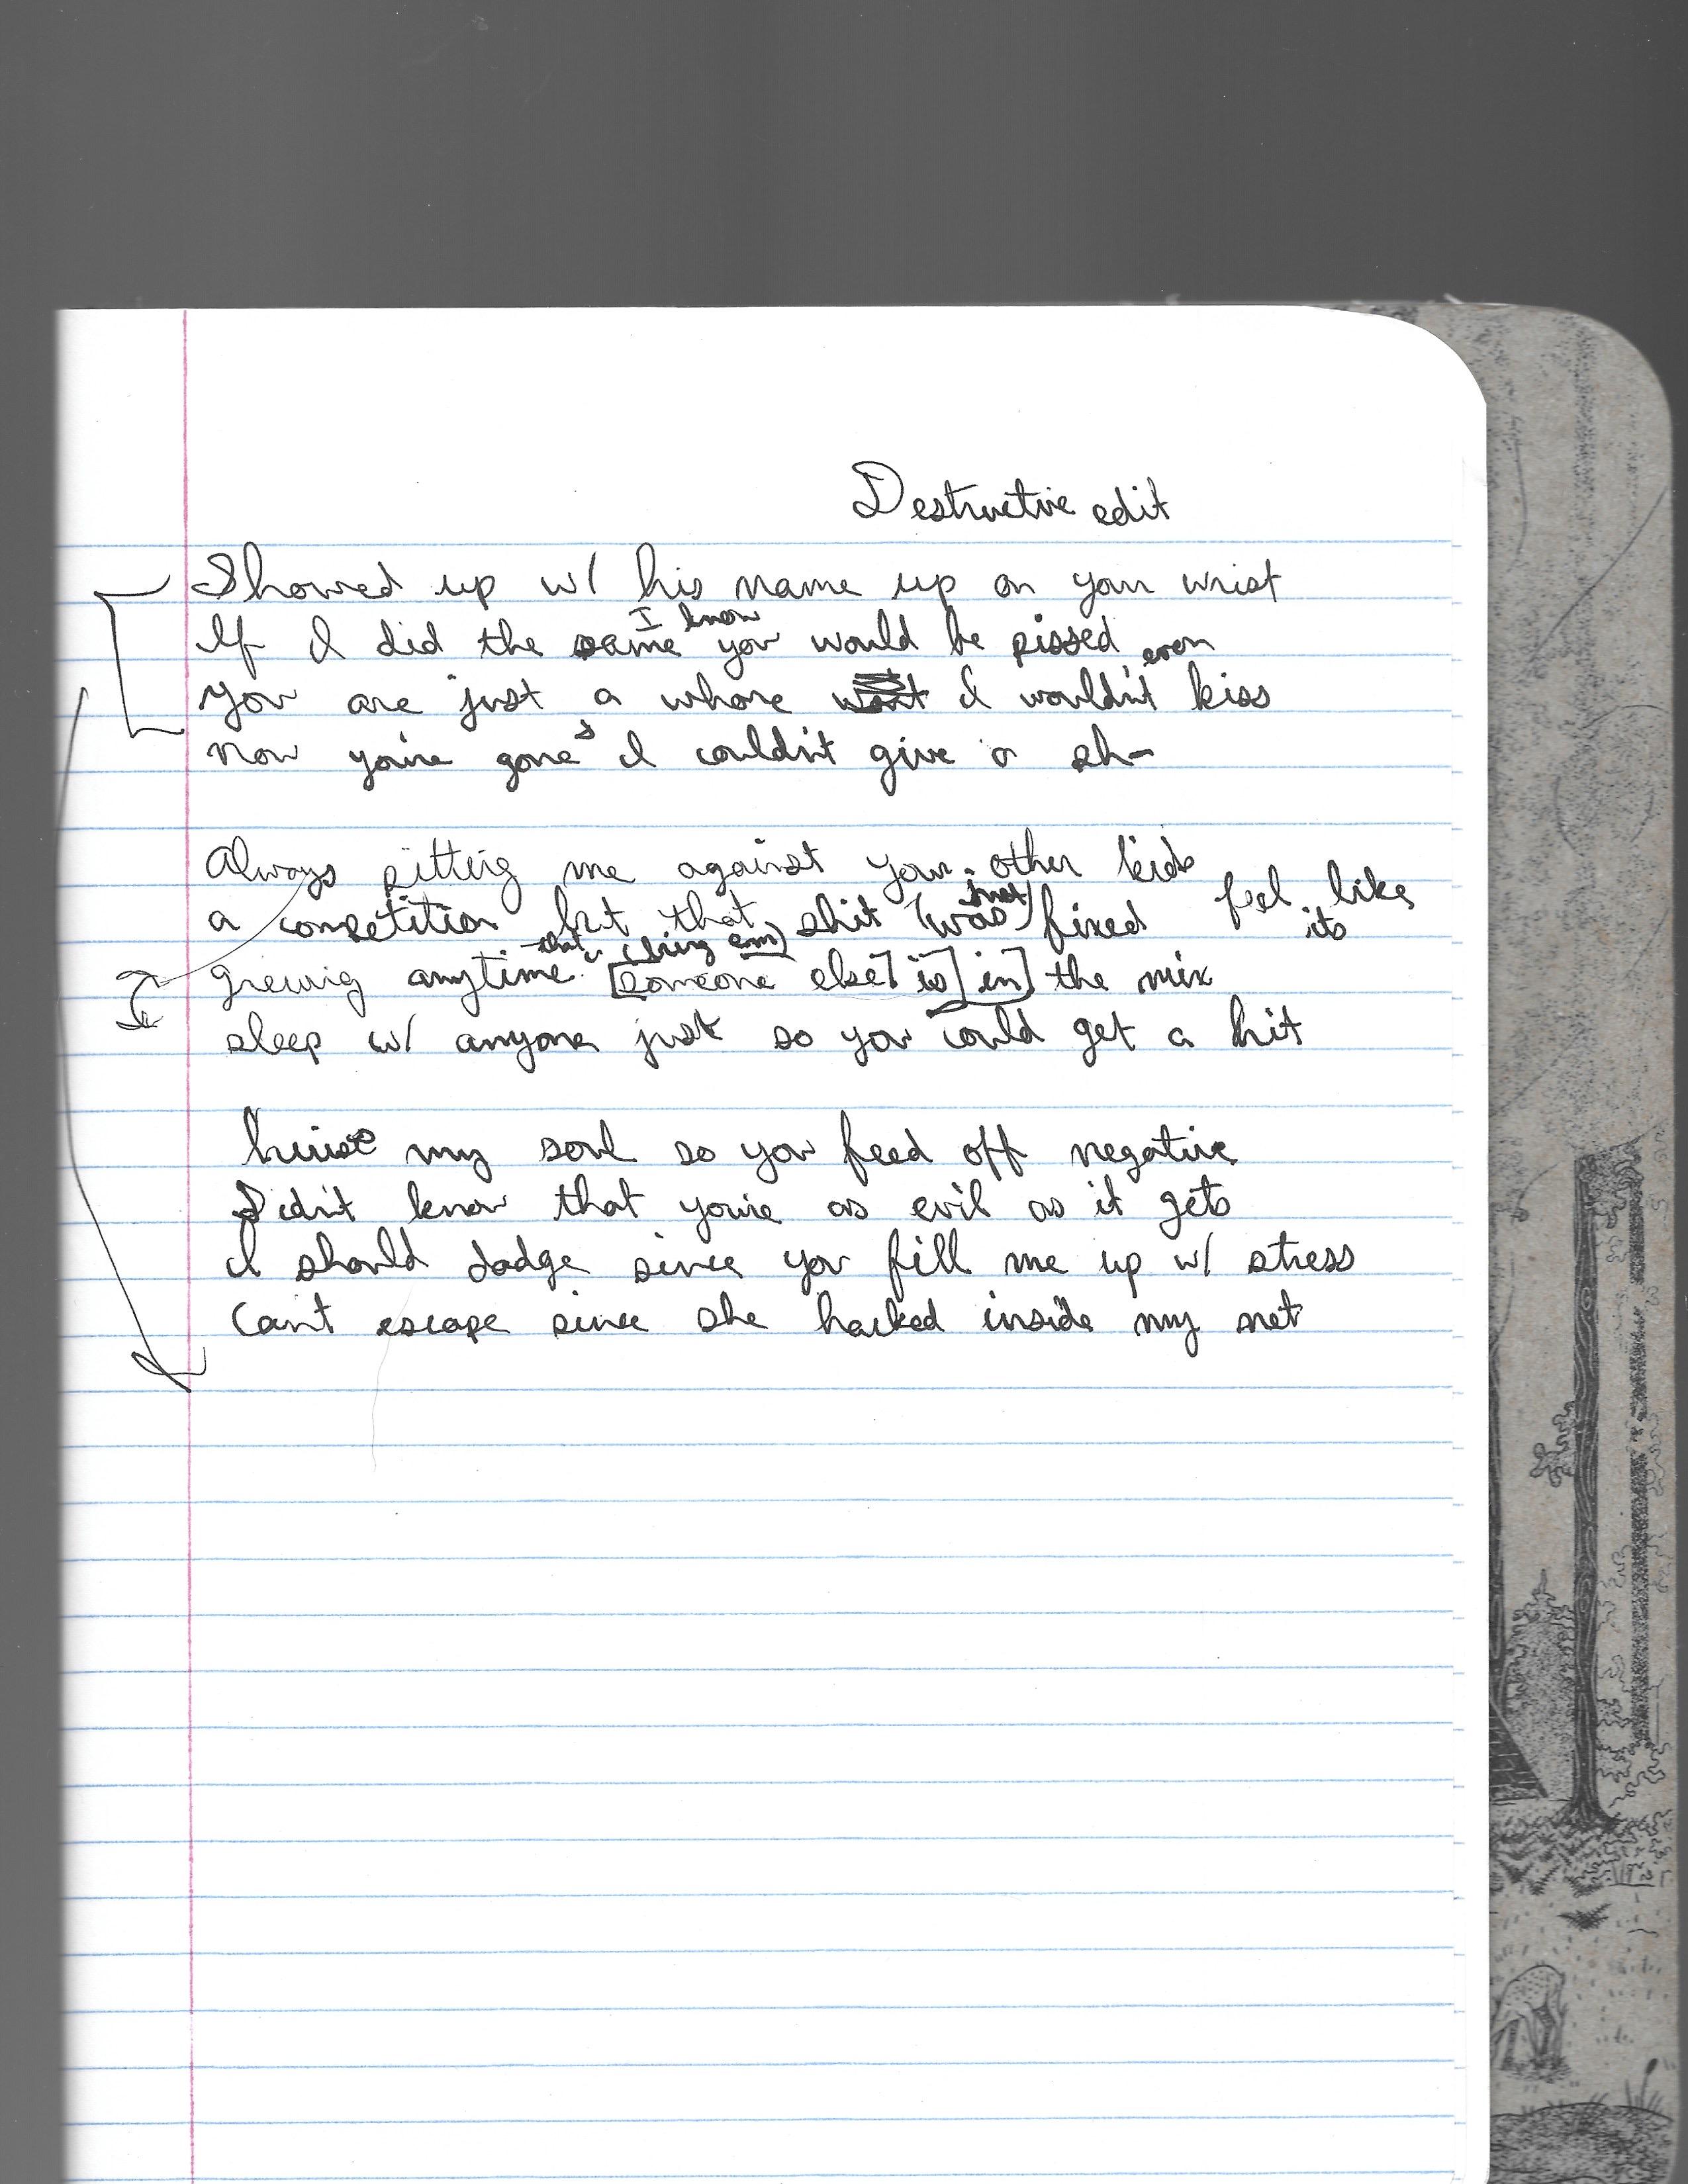 Destructive edit
Showed up w/ his name up on your wrist
I know
If I did the same you would be pissed
even
you are just a whore I wouldn't kiss
now you're gone I couldn't give a sh-
Always pitting me against your other kids
just feel like
a competition but that shit (was) fixed its
that (bring em)
grewing anytime [someone else] is] in] the mix
sleep w/ anyone just so you could get a hit
my soul so you feed off negative
Didn't know that you're as evil as it gets
I should dodge since you fill me up w/ stress
Can't escape since she hacked inside my net